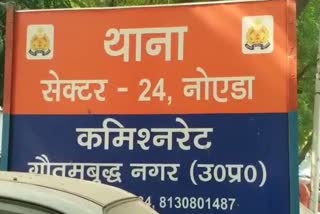 थाना
सेक्टर - 24, नोएडा
कमिश्नरेट
गौतमबुद्ध नगर (उ०प्र०)
8130801487